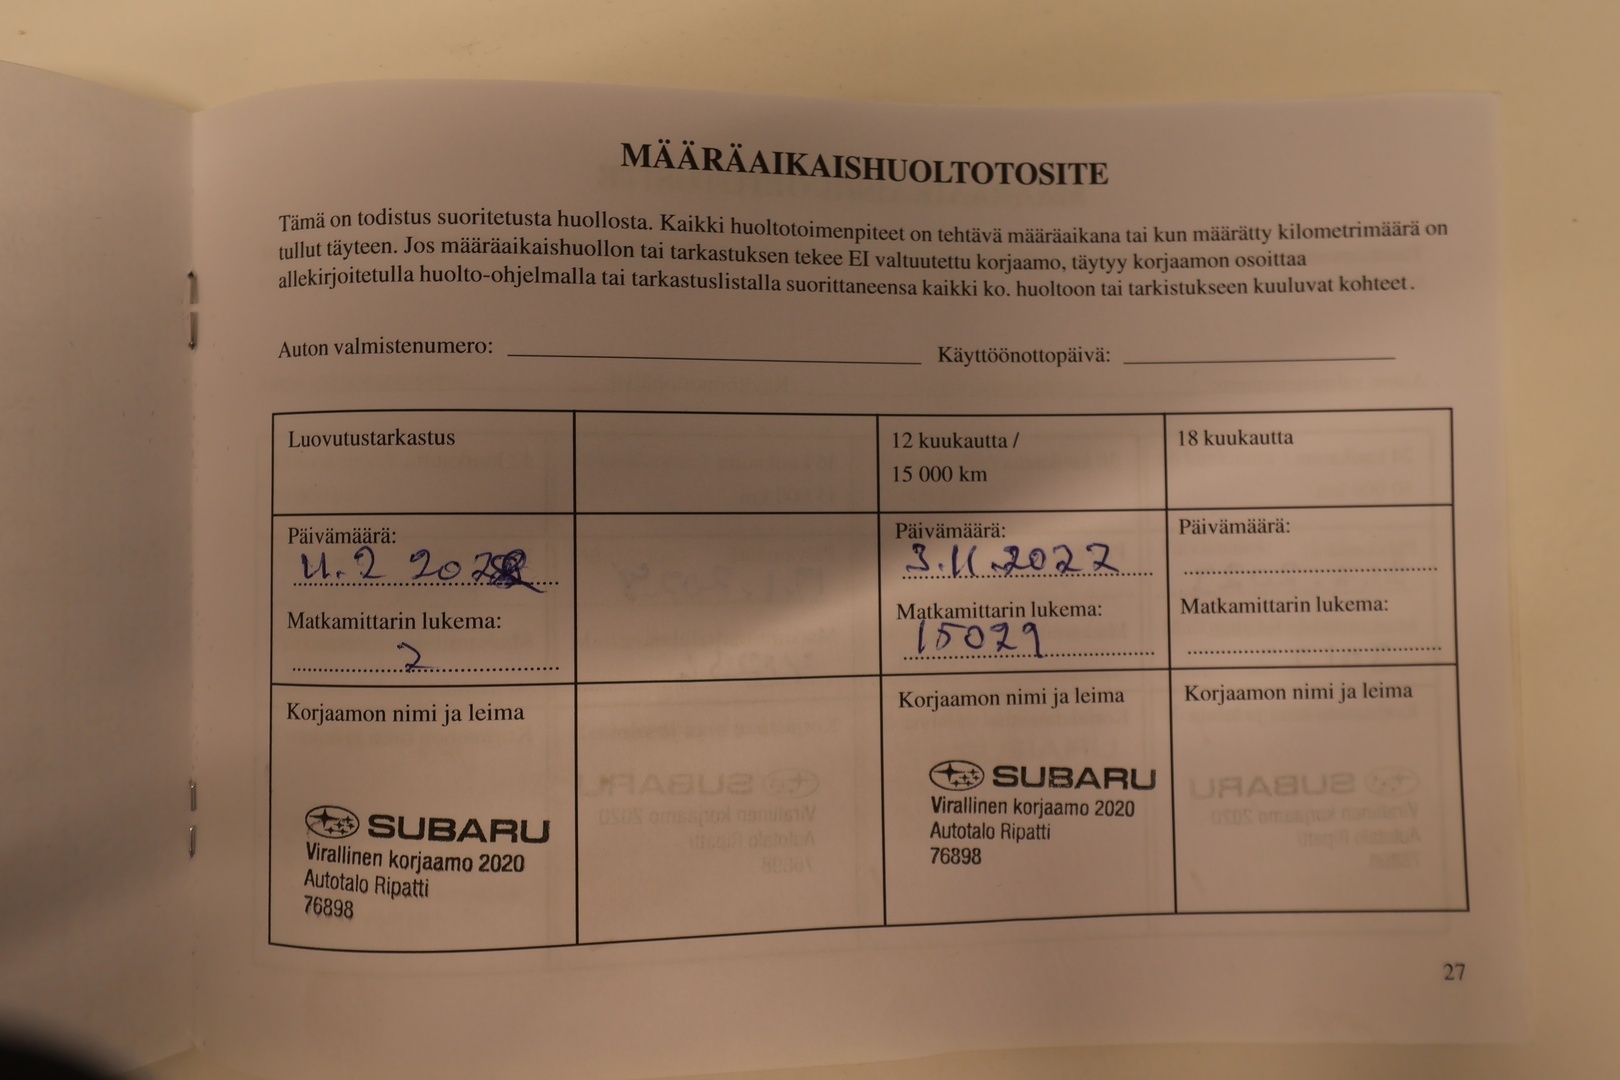 MÄÄRÄAIKAISHUOLTOTOSITE
Tämä on todistus suoritetusta huollosta. Kaikki huoltotoimenpiteet on tehtävä määräaikana tai kun määrätty kilometrimäärä on
tullut täyteen. Jos määräaikaishuollon tai tarkastuksen tekee EI valtuutettu korjaamo, täytyy korjaamon osoittaa
allekirjoitetulla huolto-ohjelmalla tai tarkastuslistalla suorittaneensa kaikki ko. huoltoon tai tarkistukseen kuuluvat kohteet.
Auton valmistenumero:
Käyttöönottopäivä:
Luovutustarkastus
Päivämäärä:
Matkamittarin lukema:
2
Korjaamon nimi ja leima
SUBARU
Virallinen korjaamo 2020
Autotalo Ripatti
76898
12 kuukautta /
15 000 km
Päivämäärä:
3.11.2022
Matkamittarin lukema:
15029
Korjaamon nimi ja leima
SUBARU
Virallinen korjaamo 2020
Autotalo Ripatti
76898
18 kuukautta
Päivämäärä:
Matkamittarin lukema:
Korjaamon nimi ja leima
27